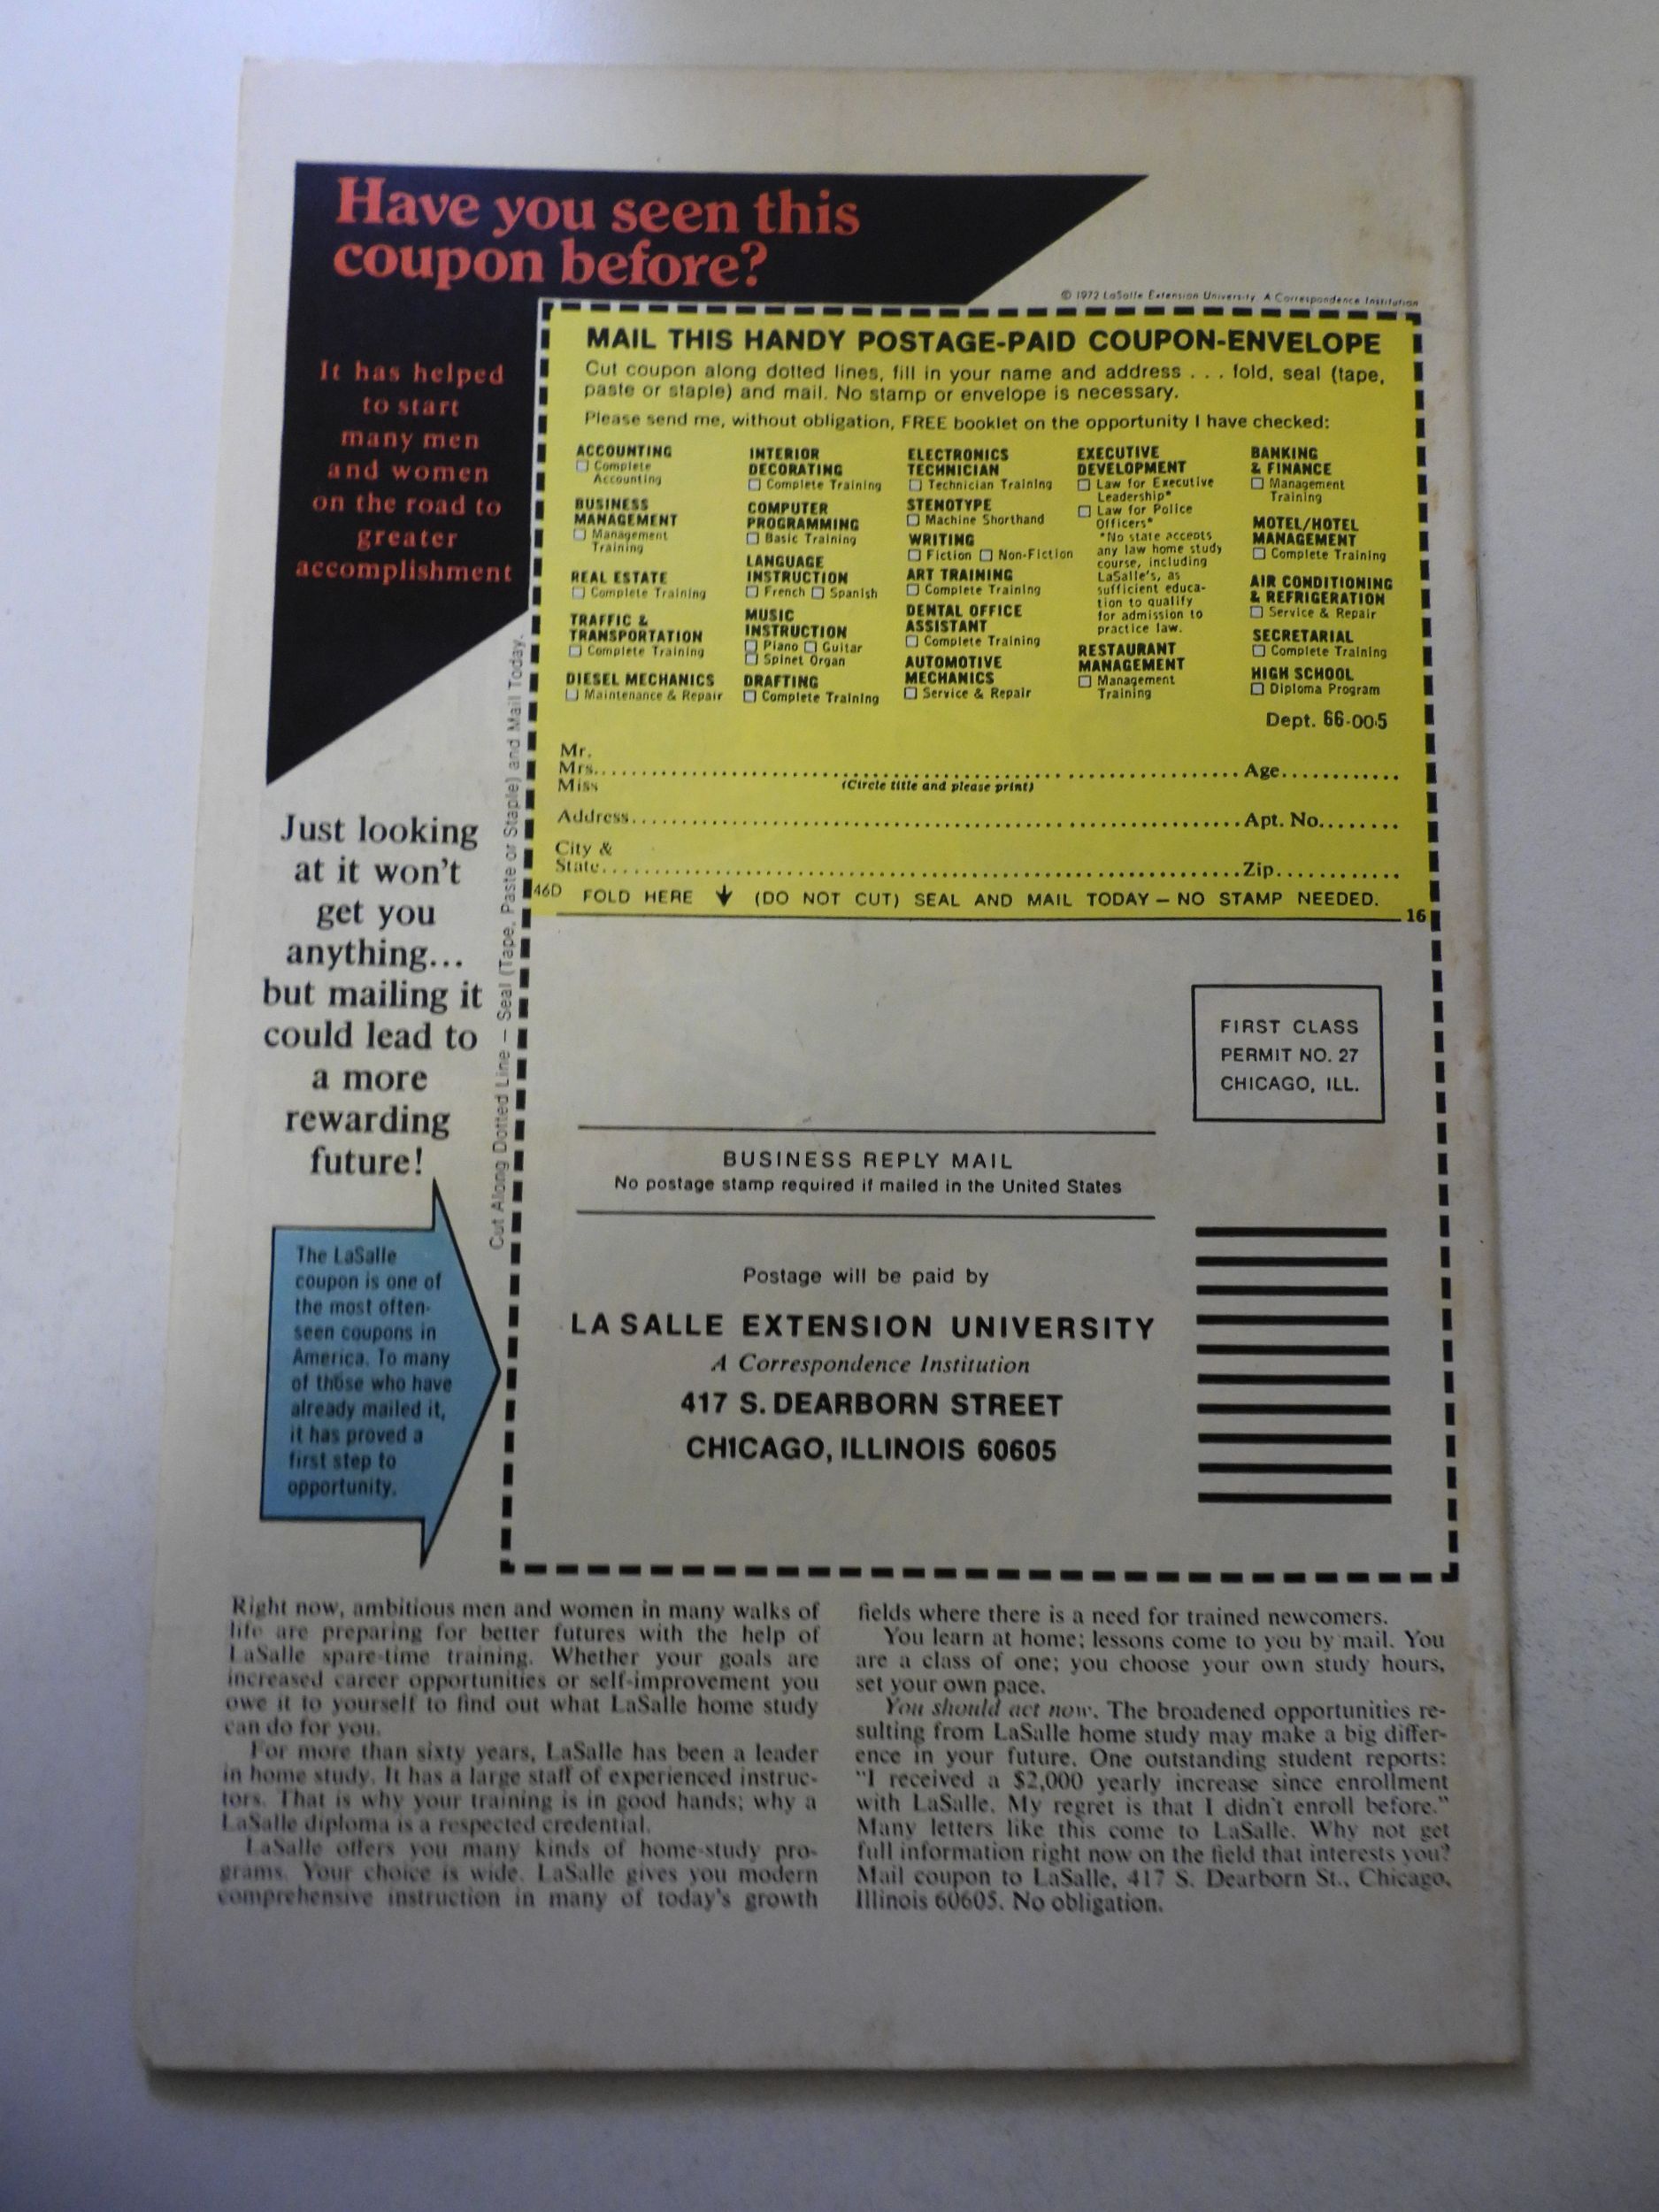 Have you seen this
coupon before?
It has helped
to start
many men
and women
on the road to
greater
accomplishment
Just looking
at it won't
get you
anything...
but mailing it
could lead to
a more
rewarding
future!
The LaSalle
coupon is one of
the most often-
seen coupons in
America. To many
of those who have
already mailed it,
it has proved a
first step to
opportunity.
Cut Along Dotted Line – Seal (Tape, Paste or Staple) and Mail Today.
© 1972 LaSalle Extension University. A Correspondence Institution
MAIL THIS HANDY POSTAGE-PAID COUPON-ENVELOPE
Cut coupon along dotted lines, fill in your name and address . . . fold, seal (tape,
paste or staple) and mail. No stamp or envelope is necessary.
Please send me, without obligation, FREE booklet on the opportunity I have checked:
ACCOUNTING
☐ Complete
Accounting
BUSINESS
MANAGEMENT
☐ Management
Training
REAL ESTATE
☐ Complete Training
TRAFFIC &
TRANSPORTATION
☐ Complete Training
DIESEL MECHANICS
☐ Maintenance & Repair
INTERIOR
DECORATING
☐ Complete Training
COMPUTER
PROGRAMMING
☐ Basic Training
LANGUAGE
INSTRUCTION
☐ French ☐ Spanish
MUSIC
INSTRUCTION
☐ Piano ☐ Guitar
☐ Spinet Organ
DRAFTING
☐ Complete Training
ELECTRONICS
TECHNICIAN
☐ Technician Training
STENOTYPE
☐ Machine Shorthand
WRITING
☐ Fiction ☐ Non-Fiction
ART TRAINING
☐ Complete Training
DENTAL OFFICE
ASSISTANT
☐ Complete Training
AUTOMOTIVE
MECHANICS
☐ Service & Repair
EXECUTIVE
DEVELOPMENT
☐ Law for Executive
Leadership*
☐ Law for Police
Officers*
*No state accepts
any law home study
course, including
LaSalle's, as
sufficient educa-
tion to qualify
for admission to
practice law.
RESTAURANT
MANAGEMENT
☐ Management
Training
BANKING
& FINANCE
☐ Management
Training
MOTEL/HOTEL
MANAGEMENT
☐ Complete Training
AIR CONDITIONING
& REFRIGERATION
☐ Service & Repair
SECRETARIAL
☐ Complete Training
HIGH SCHOOL
☐ Diploma Program
Dept. 66-005
Mr.
Mrs. Age
Miss (Circle title and please print)
Address Apt. No.
City &
State Zip
46D FOLD HERE ↓ (DO NOT CUT) SEAL AND MAIL TODAY – NO STAMP NEEDED.
16
FIRST CLASS
PERMIT NO. 27
CHICAGO, ILL.
BUSINESS REPLY MAIL
No postage stamp required if mailed in the United States
Postage will be paid by
LA SALLE EXTENSION UNIVERSITY
A Correspondence Institution
417 S. DEARBORN STREET
CHICAGO, ILLINOIS 60605
Right now, ambitious men and women in many walks of
life are preparing for better futures with the help of
LaSalle spare-time training. Whether your goals are
increased career opportunities or self-improvement you
owe it to yourself to find out what LaSalle home study
can do for you.
For more than sixty years, LaSalle has been a leader
in home study. It has a large staff of experienced instruc-
tors. That is why your training is in good hands; why a
LaSalle diploma is a respected credential.
LaSalle offers you many kinds of home-study pro-
grams. Your choice is wide. LaSalle gives you modern
comprehensive instruction in many of today's growth
fields where there is a need for trained newcomers.
You learn at home; lessons come to you by mail. You
are a class of one; you choose your own study hours,
set your own pace.
You should act now. The broadened opportunities re-
sulting from LaSalle home study may make a big differ-
ence in your future. One outstanding student reports:
"I received a $2,000 yearly increase since enrollment
with LaSalle. My regret is that I didn't enroll before."
Many letters like this come to LaSalle. Why not get
full information right now on the field that interests you?
Mail coupon to LaSalle, 417 S. Dearborn St., Chicago,
Illinois 60605. No obligation.